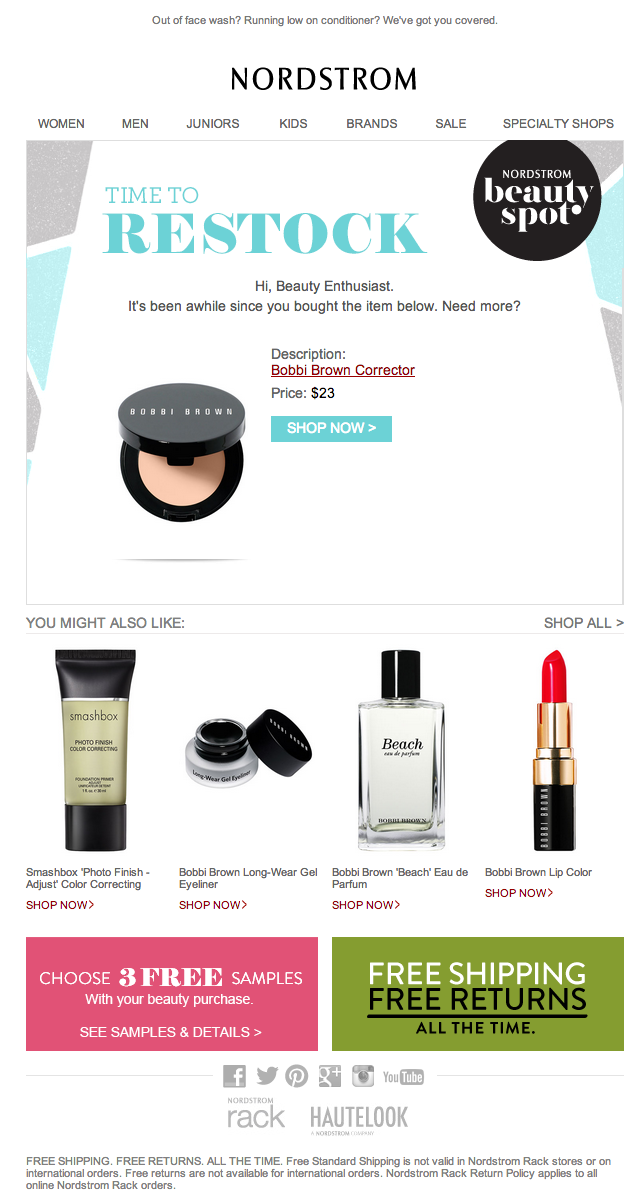 Out of face wash? Running low on conditioner? We've got you covered.
NORDSTROM
WOMEN MEN JUNIORS KIDS BRANDS SALE SPECIALTY SHOPS
NORDSTROM
beauty
spot
TIME TO
RESTOCK
Hi, Beauty Enthusiast.
It's been awhile since you bought the item below. Need more?
Description:
Bobbi Brown Corrector
Price: $23
SHOP NOW >
BOBBI BROWN
YOU MIGHT ALSO LIKE: SHOP ALL >
smashbox
PHOTO FINISH
COLOR CORRECTING
FOUNDATION PRIMER
ADJUST
1 fl. oz / 30 ml
BOBBI BROWN
Long-Wear Gel Eyeliner
Beach
eau de parfum
BOBBI BROWN
BOBBI BROWN
Smashbox 'Photo Finish -
Adjust' Color Correcting
SHOP NOW>
Bobbi Brown Long-Wear Gel
Eyeliner
SHOP NOW>
Bobbi Brown 'Beach' Eau de
Parfum
SHOP NOW>
Bobbi Brown Lip Color
SHOP NOW>
CHOOSE 3 FREE SAMPLES
With your beauty purchase.
SEE SAMPLES & DETAILS >
FREE SHIPPING
FREE RETURNS
ALL THE TIME.
You Tube
NORDSTROM
rack
HAUTELOOK
A NORDSTROM COMPANY
FREE SHIPPING. FREE RETURNS. ALL THE TIME. Free Standard Shipping is not valid in Nordstrom Rack stores or on
international orders. Free returns are not available for international orders. Nordstrom Rack Return Policy applies to all
online Nordstrom Rack orders.